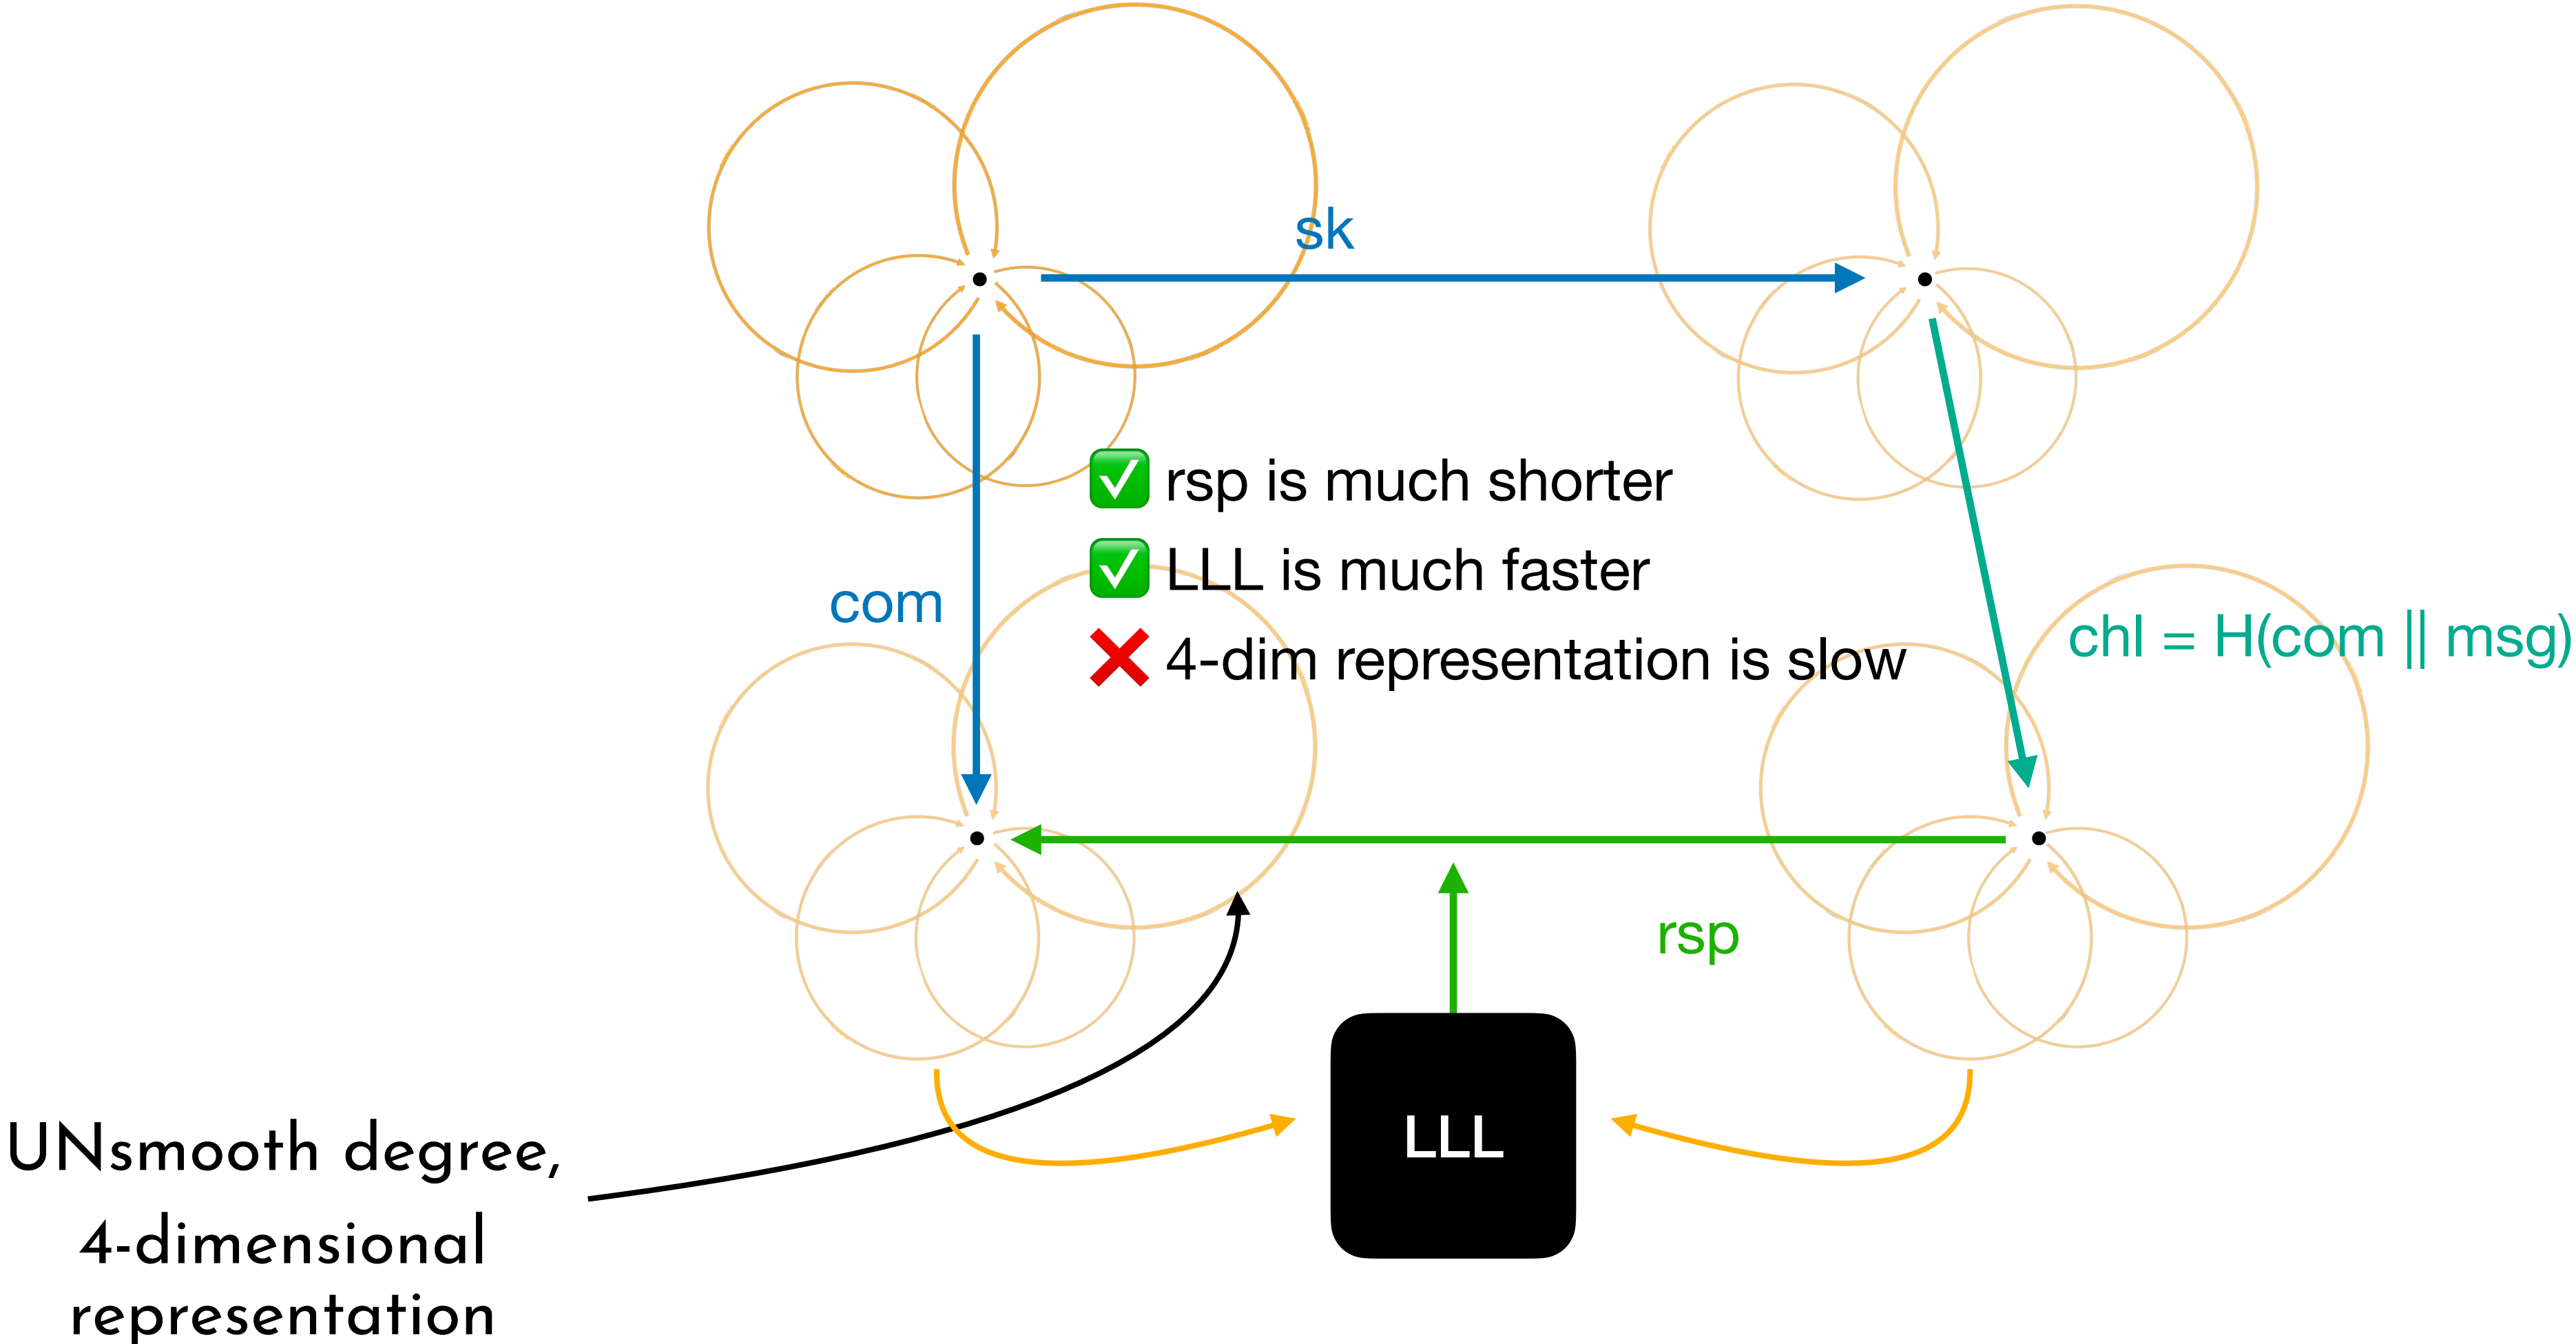 sk
✅ rsp is much shorter
✅ LLL is much faster
❌ 4-dim representation is slow
com
chl = H(com || msg)
rsp
LLL
UNsmooth degree,
4-dimensional
representation